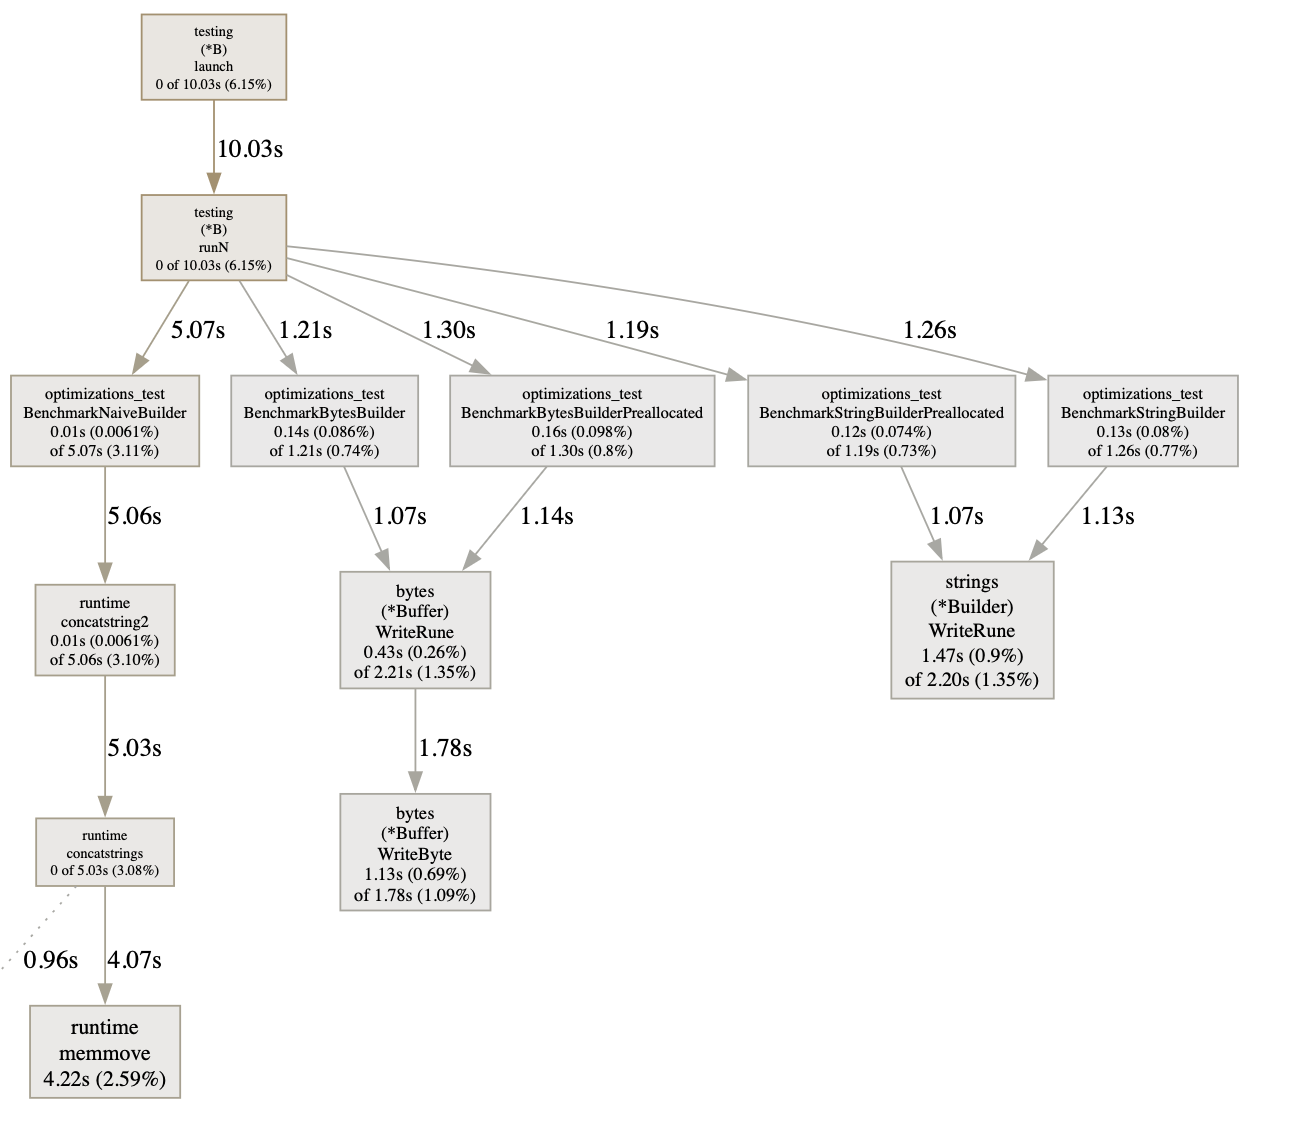 testing
(*B)
launch
0 of 10.03s (6.15%)
10.03s
testing
(*B)
runN
0 of 10.03s (6.15%)
5.07s
1.21s
1.30s
1.19s
1.26s
optimizations_test
BenchmarkNaiveBuilder
0.01s (0.0061%)
of 5.07s (3.11%)
optimizations_test
BenchmarkBytesBuilder
0.14s (0.086%)
of 1.21s (0.74%)
optimizations_test
BenchmarkBytesBuilderPreallocated
0.16s (0.098%)
of 1.30s (0.8%)
optimizations_test
BenchmarkStringBuilderPreallocated
0.12s (0.074%)
of 1.19s (0.73%)
optimizations_test
BenchmarkStringBuilder
0.13s (0.08%)
of 1.26s (0.77%)
5.06s
1.07s
1.14s
1.07s
1.13s
runtime
concatstring2
0.01s (0.0061%)
of 5.06s (3.10%)
bytes
(*Buffer)
WriteRune
0.43s (0.26%)
of 2.21s (1.35%)
strings
(*Builder)
WriteRune
1.47s (0.9%)
of 2.20s (1.35%)
5.03s
1.78s
runtime
concatstrings
0 of 5.03s (3.08%)
bytes
(*Buffer)
WriteByte
1.13s (0.69%)
of 1.78s (1.09%)
0.96s
4.07s
runtime
memmove
4.22s (2.59%)